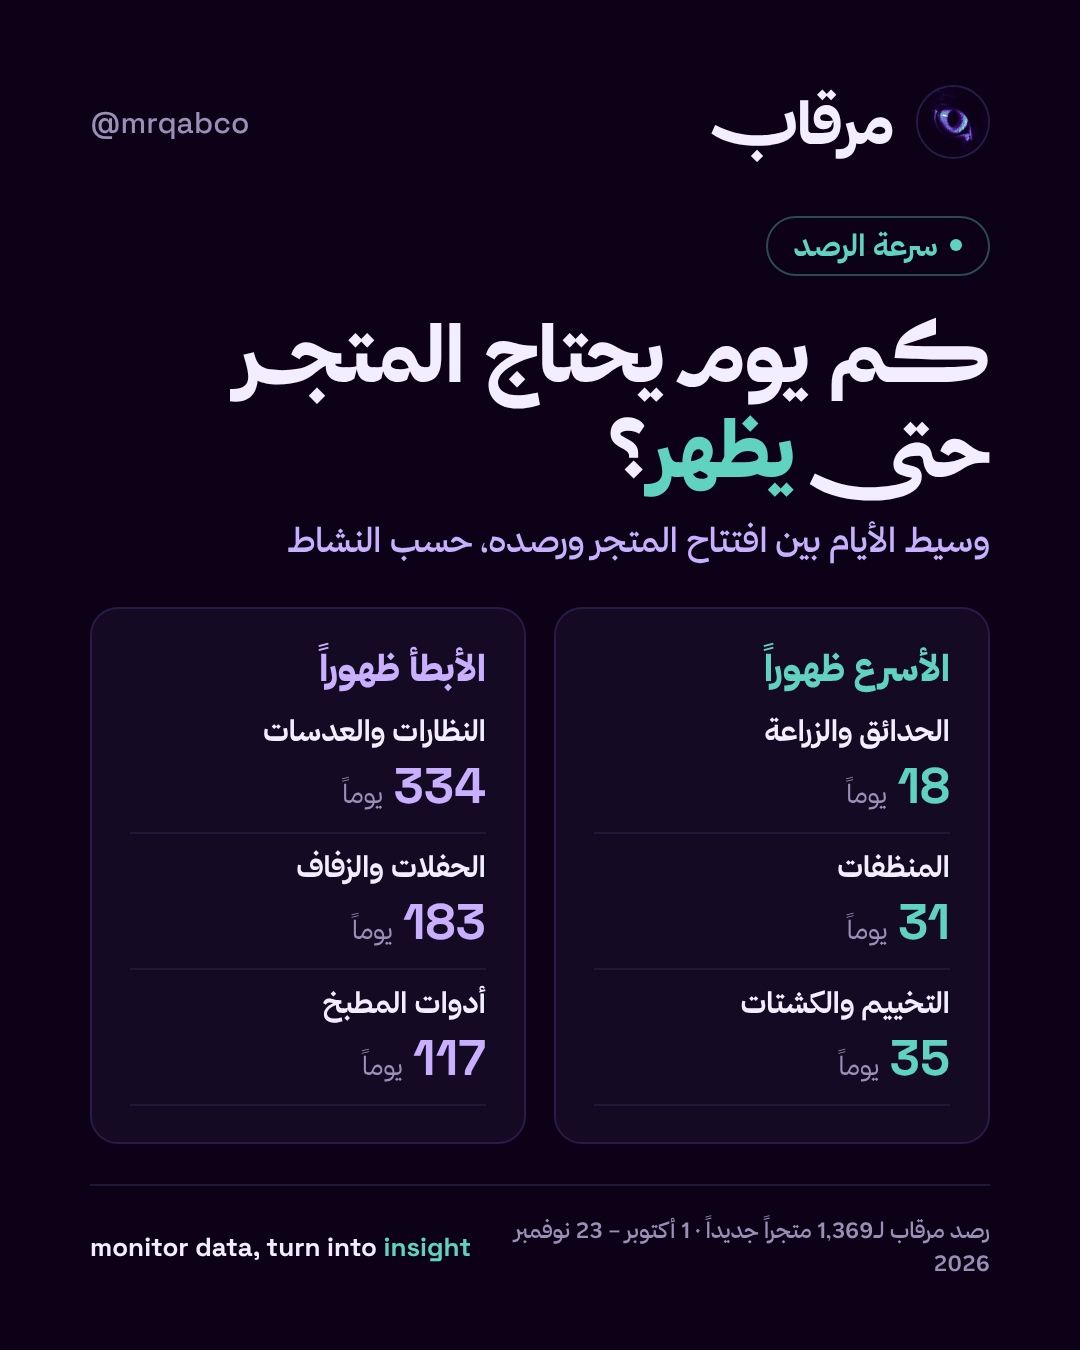 مرقاب
@mrqabco
سرعة الرصد
كم يوم يحتاج المتجر
حتى يظهر؟
وسيط الأيام بين افتتاح المتجر ورصده، حسب النشاط
الأسرع ظهوراً
الحدائق والزراعة
18 يوماً
المنظفات
31 يوماً
التخييم والكشتات
35 يوماً
الأبطأ ظهوراً
النظارات والعدسات
334 يوماً
الحفلات والزفاف
183 يوماً
أدوات المطبخ
117 يوماً
رصد مرقاب لـ1,369 متجراً جديداً · 1 أكتوبر – 23 نوفمبر
2026
monitor data, turn into insight